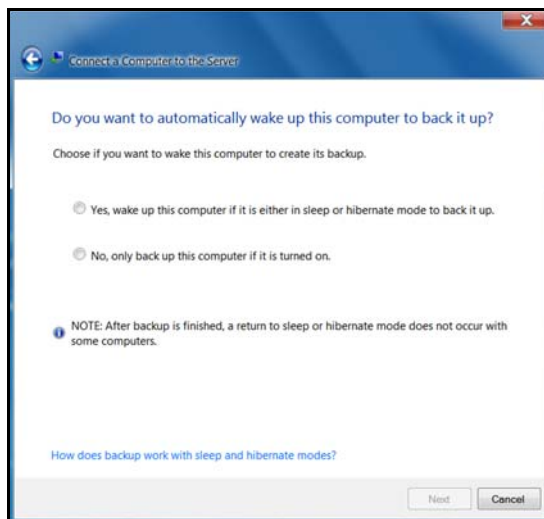 Connect a Computer to the Server
Do you want to automatically wake up this computer to back it up?
Choose if you want to wake this computer to create its backup.
Yes, wake up this computer if it is either in sleep or hibernate mode to back it up.
No, only back up this computer if it is turned on.
NOTE: After backup is finished, a return to sleep or hibernate mode does not occur with
some computers.
How does backup work with sleep and hibernate modes?
Next Cancel